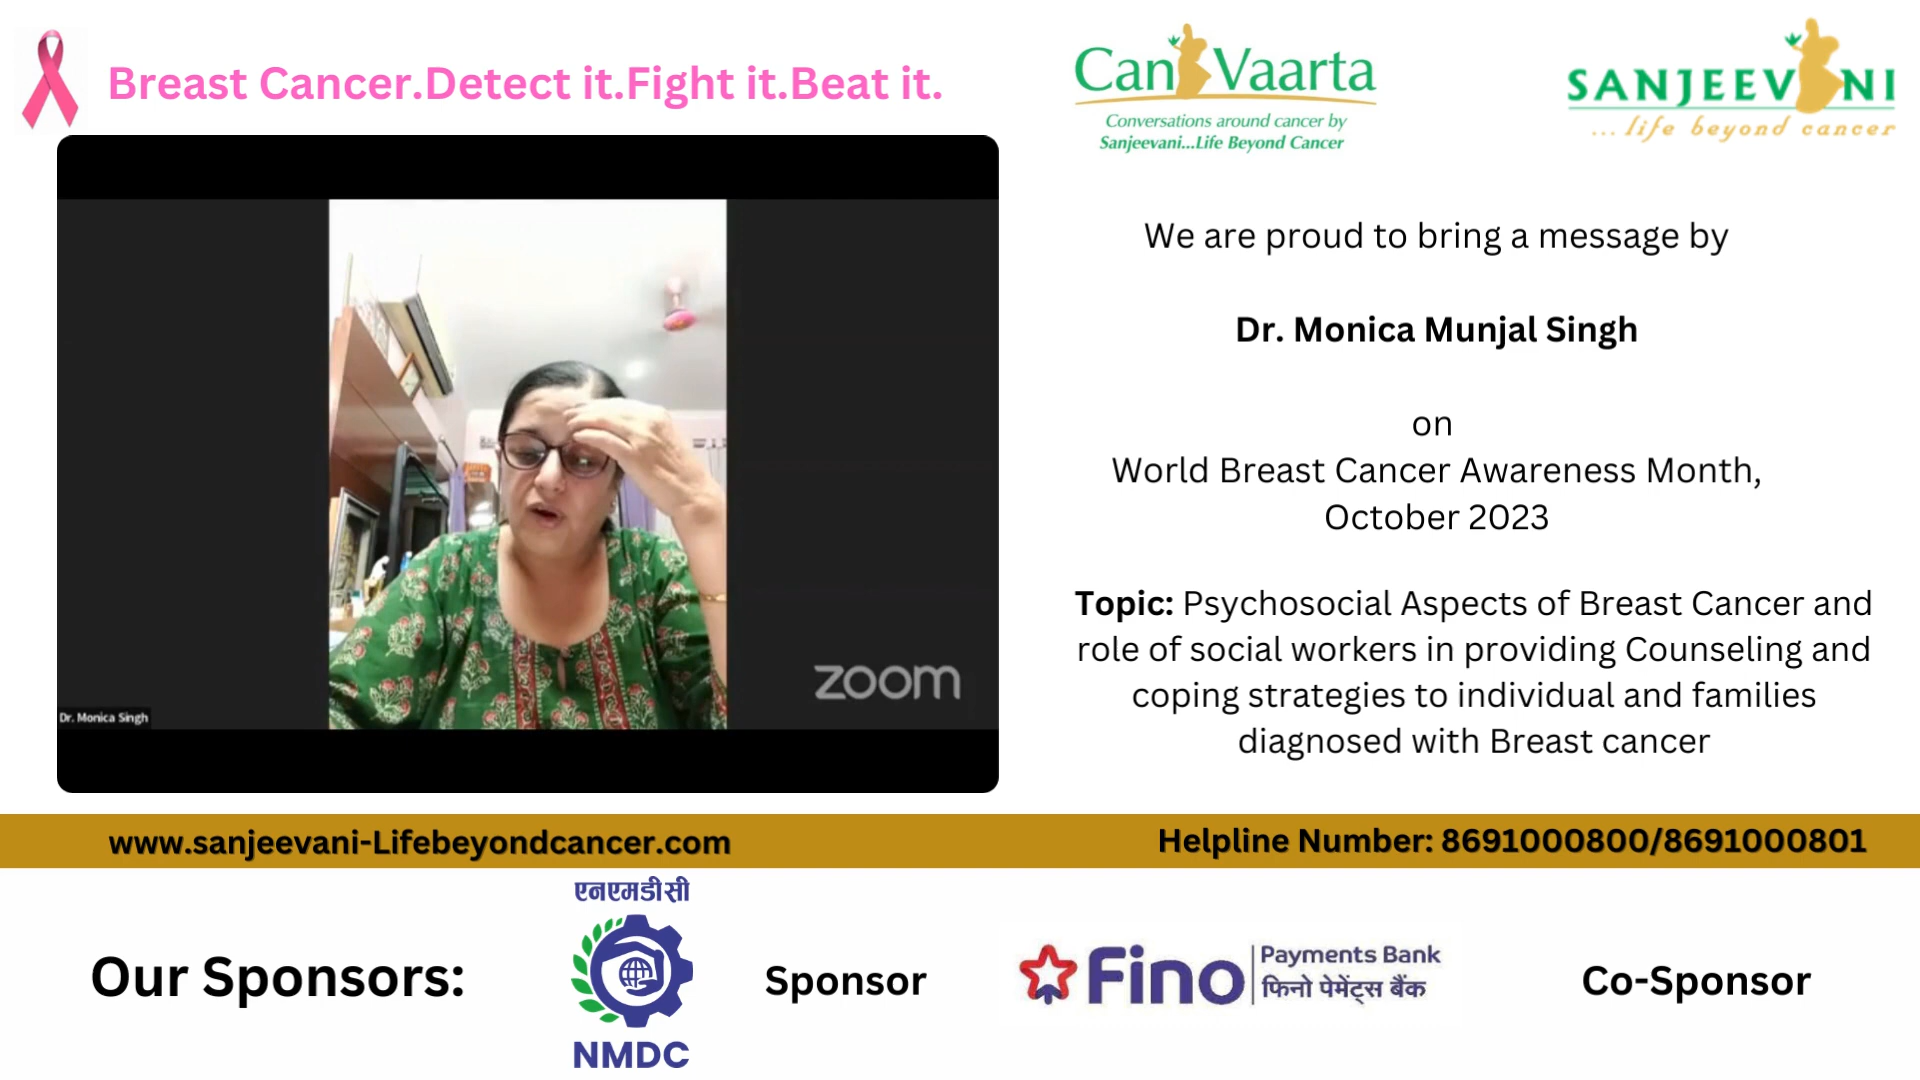 Breast Cancer.Detect it.Fight it.Beat it.
Can Vaarta
Conversations around cancer by
Sanjeevani...Life Beyond Cancer
SANJEEVANI
... life beyond cancer
We are proud to bring a message by
Dr. Monica Munjal Singh
on
World Breast Cancer Awareness Month,
October 2023
Topic: Psychosocial Aspects of Breast Cancer and
role of social workers in providing Counseling and
coping strategies to individual and families
diagnosed with Breast cancer
zoom
Dr. Monica Singh
www.sanjeevani-Lifebeyondcancer.com
Helpline Number: 8691000800/8691000801
Our Sponsors:
एनएमडीसी
NMDC
Sponsor
Fino
Payments Bank
फिनो पेमेंट्स बैंक
Co-Sponsor